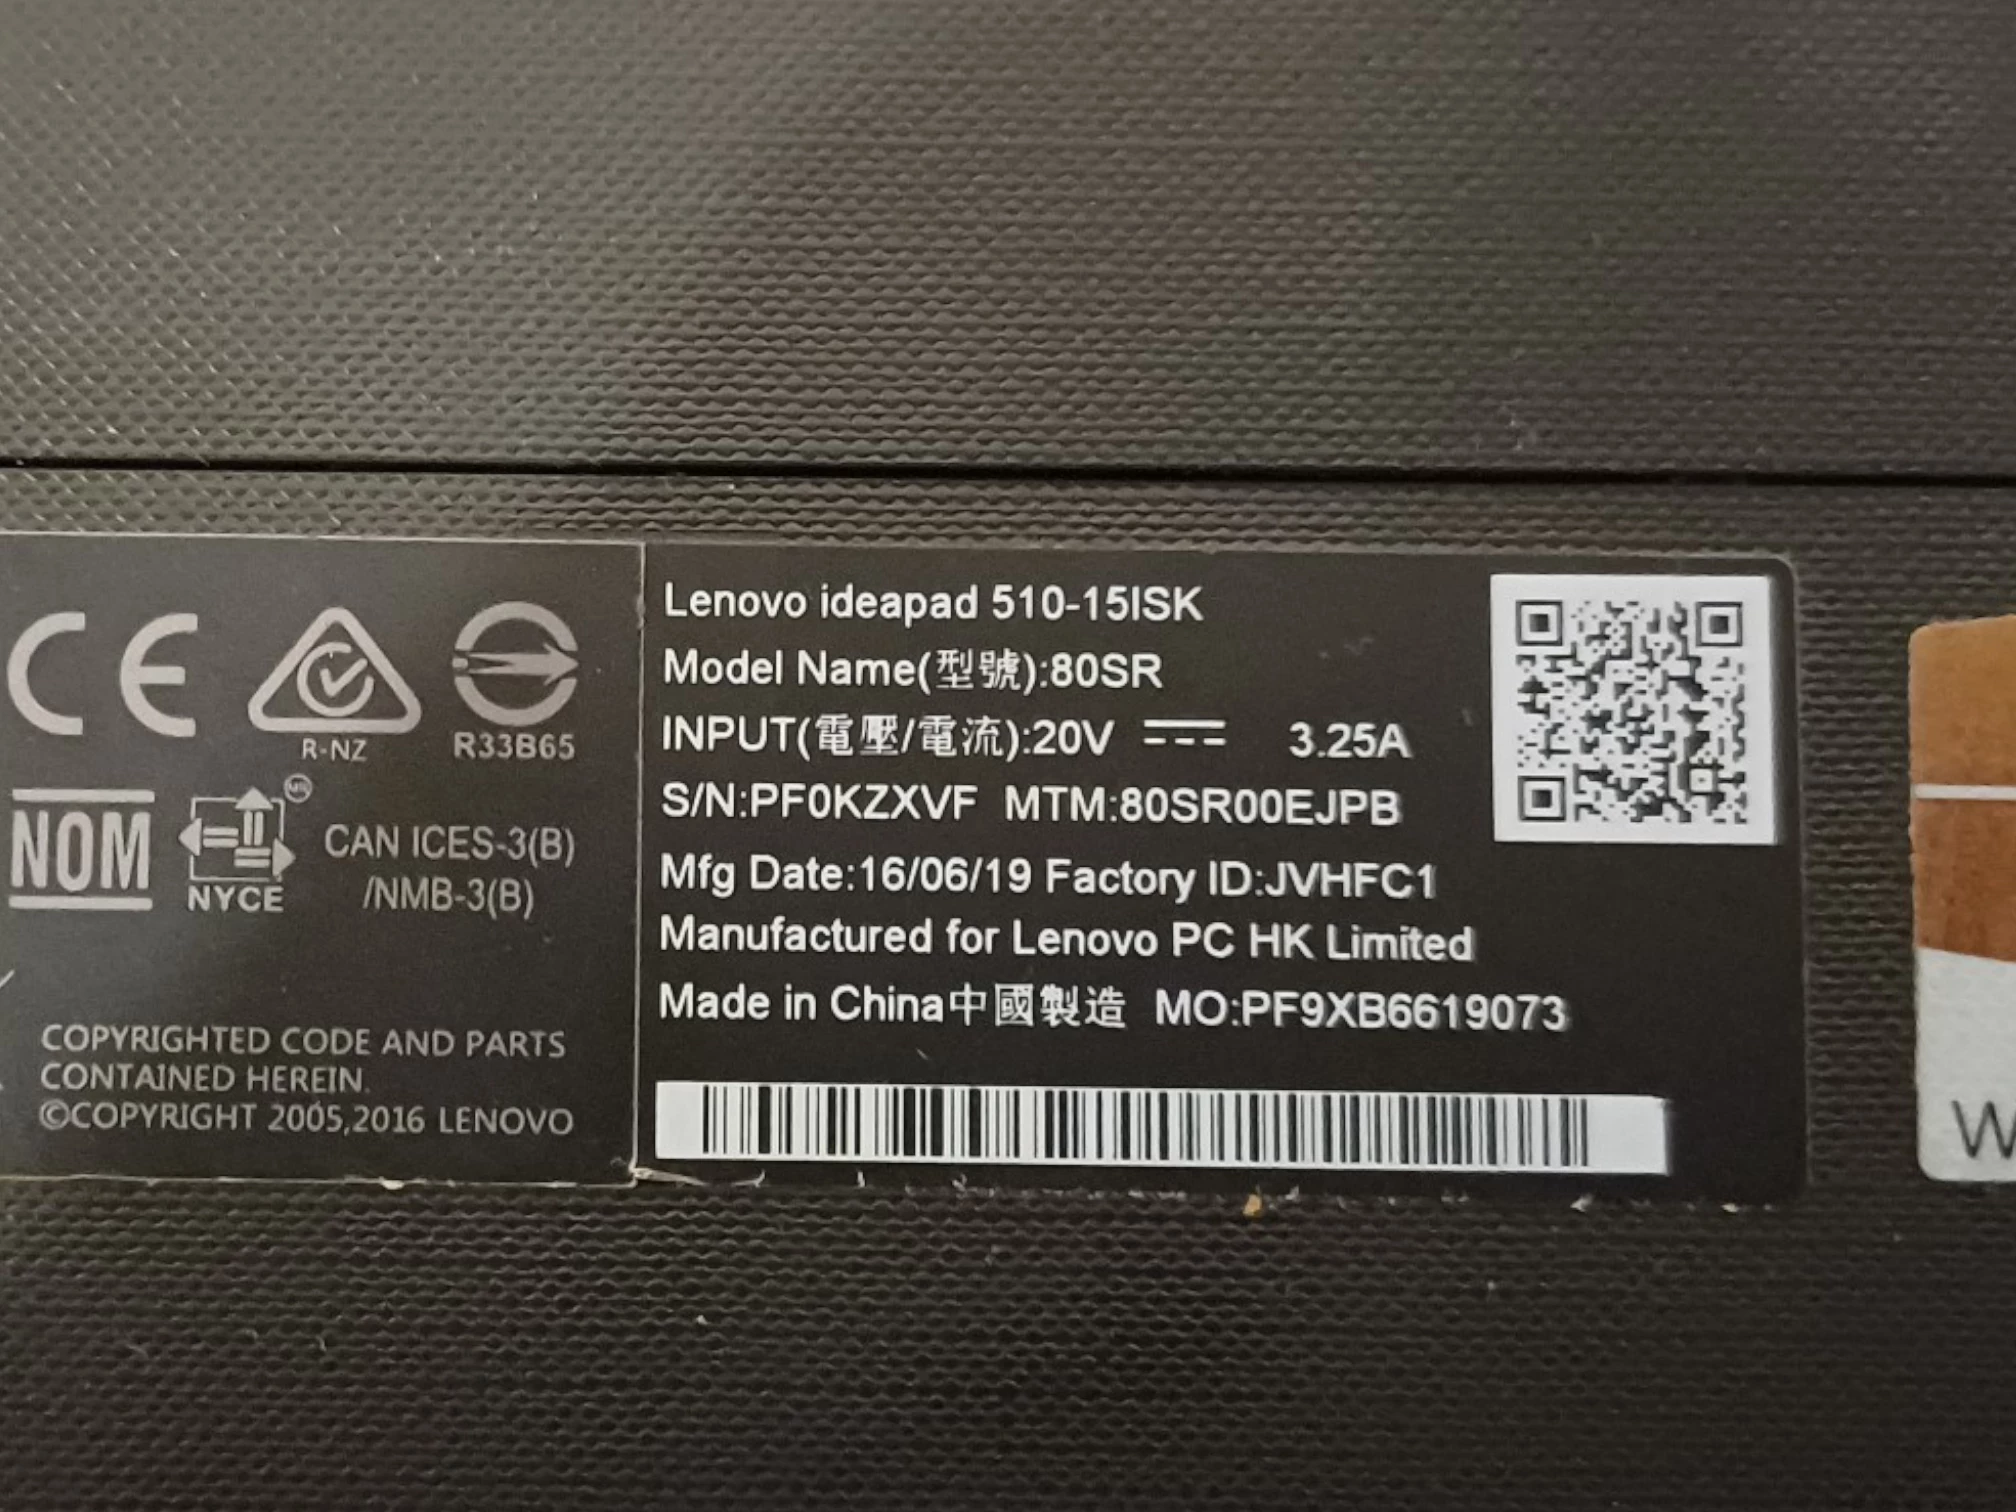 CE
R-NZ
R33B65
NOM
NYCE
CAN ICES-3(B)
/NMB-3(B)
COPYRIGHTED CODE AND PARTS
CONTAINED HEREIN.
©COPYRIGHT 2005,2016 LENOVO
Lenovo ideapad 510-15ISK
Model Name(型號):80SR
INPUT(電壓/電流):20V ⎓ 3.25A
S/N:PF0KZXVF MTM:80SR00EJPB
Mfg Date:16/06/19 Factory ID:JVHFC1
Manufactured for Lenovo PC HK Limited
Made in China中國製造 MO:PF9XB6619073
W